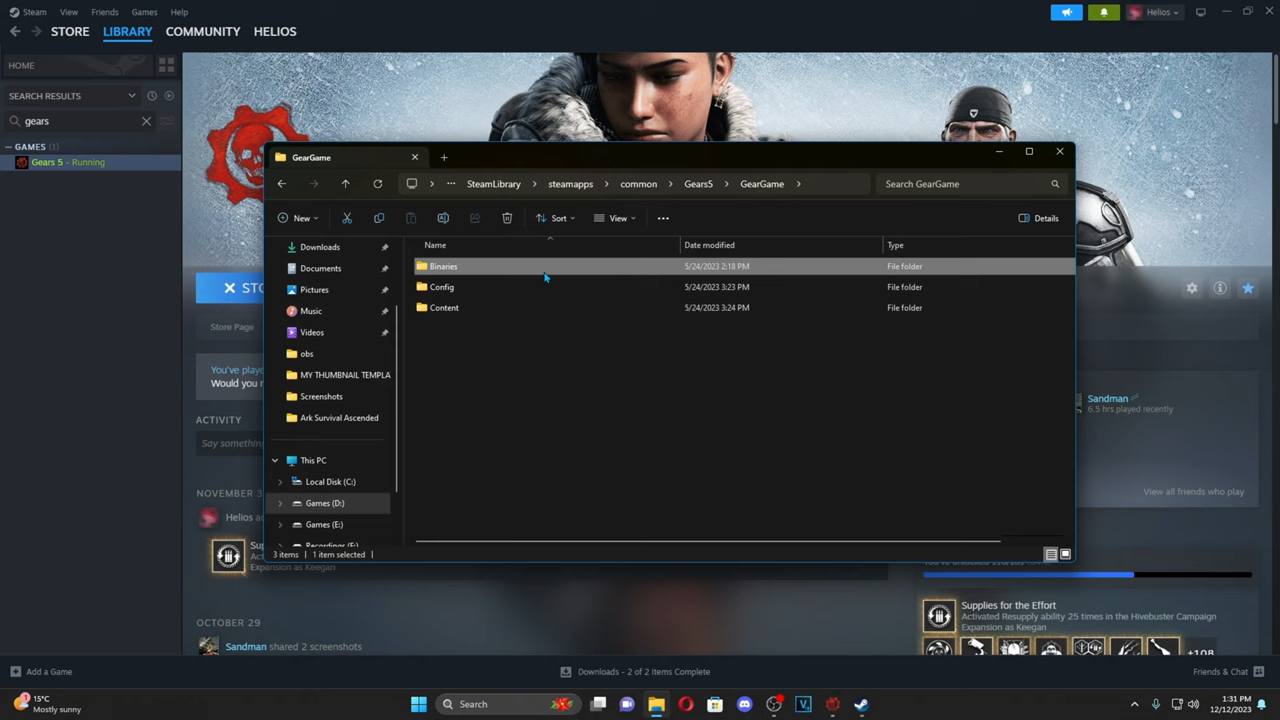 Steam View Friends Games Help
Helios
STORE LIBRARY COMMUNITY HELIOS
HOME
SEARCH RESULTS
gears
GAMES (1)
Gears 5 - Running
GearGame
SteamLibrary steamapps common Gears5 GearGame
Search GearGame
New Sort View Details
Name Date modified Type
Binaries 5/24/2023 2:18 PM File folder
Config 5/24/2023 3:23 PM File folder
Content 5/24/2023 3:24 PM File folder
Downloads
Documents
Pictures
Music
Videos
obs
MY THUMBNAIL TEMPLA
Screenshots
Ark Survival Ascended
This PC
Local Disk (C:)
Games (D:)
Games (E:)
3 items 1 item selected
Store Page
ACTIVITY
Say something
Helios
OCTOBER 29
Sandman shared 2 screenshots
Expansion as Keegan
Sandman
6.5 hrs played recently
View all friends who play
Supplies for the Effort
Activated Resupply ability 25 times in the Hivebuster Campaign
Expansion as Keegan
+108
Add a Game
Downloads - 2 of 2 Items Complete
Friends & Chat
15°C
Mostly sunny
Search
1:31 PM
12/12/2023